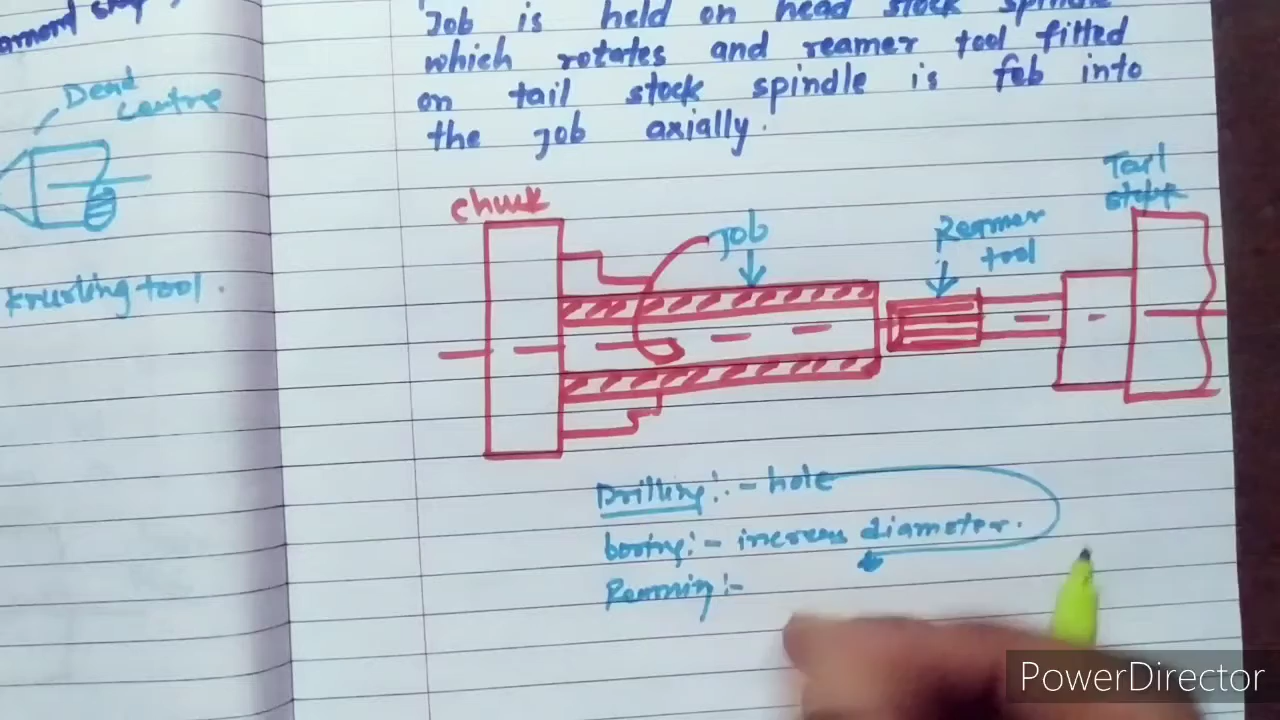 Dead
centre
knurling tool.
Job is held on head stock spindle
which rotates and reamer tool fitted
on tail stock spindle is feb into
the job axially.
chuck
Job
Reamer
tool
Tail
stock
Drilling :- hole
boring :- increas diameter.
Reaming :-
PowerDirector